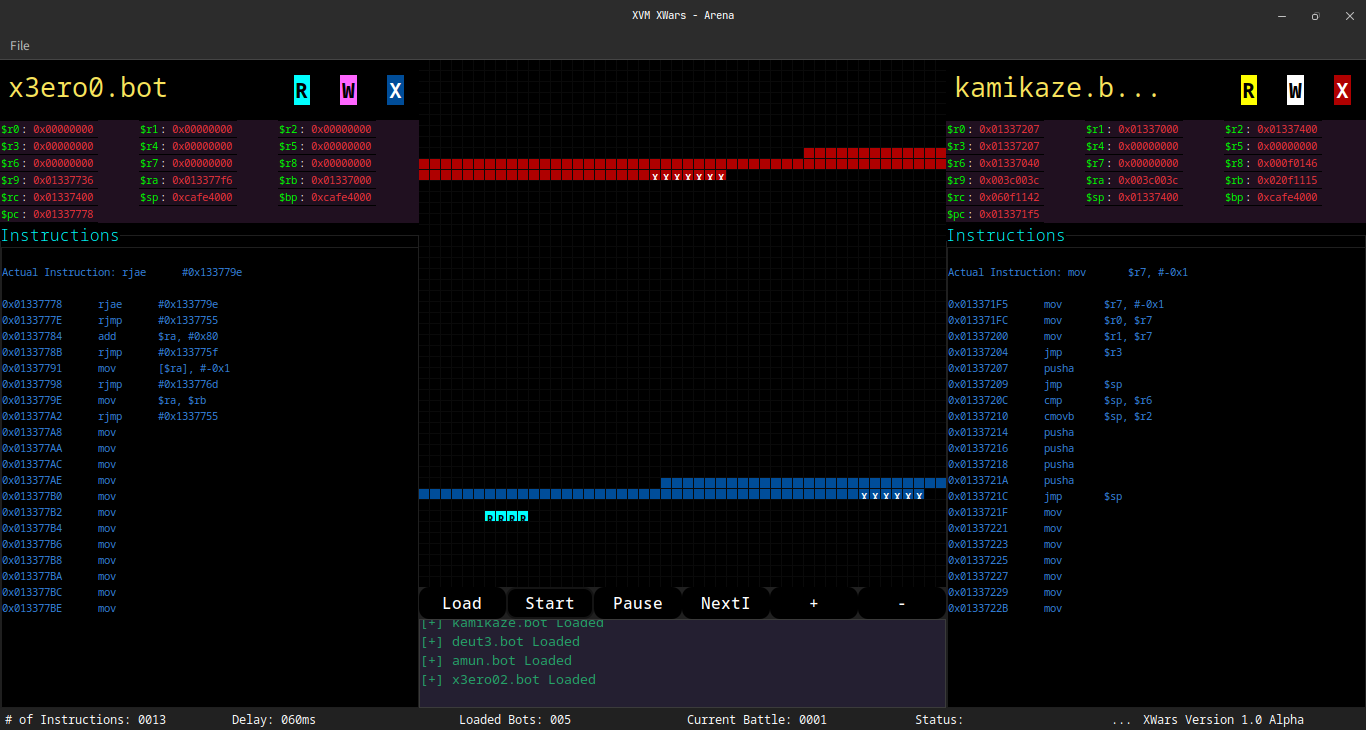 XVM XWars - Arena
File
x3ero0.bot R W X
$r0: 0x00000000 $r1: 0x00000000 $r2: 0x00000000
$r3: 0x00000000 $r4: 0x00000000 $r5: 0x00000000
$r6: 0x00000000 $r7: 0x00000000 $r8: 0x00000000
$r9: 0x01337736 $ra: 0x013377f6 $rb: 0x01337000
$rc: 0x01337400 $sp: 0xcafe4000 $bp: 0xcafe4000
$pc: 0x01337778
Instructions
Actual Instruction: rjae #0x133779e
0x01337778 rjae #0x133779e
0x0133777E rjmp #0x1337755
0x01337784 add $ra, #0x80
0x0133778B rjmp #0x133775f
0x01337791 mov [$ra], #-0x1
0x01337798 rjmp #0x133776d
0x0133779E mov $ra, $rb
0x013377A2 rjmp #0x1337755
0x013377A8 mov
0x013377AA mov
0x013377AC mov
0x013377AE mov
0x013377B0 mov
0x013377B2 mov
0x013377B4 mov
0x013377B6 mov
0x013377B8 mov
0x013377BA mov
0x013377BC mov
0x013377BE mov
X X X X X X X
X X X X X X
R R R R
Load Start Pause NextI + -
[+] kamikaze.bot Loaded
[+] deut3.bot Loaded
[+] amun.bot Loaded
[+] x3ero02.bot Loaded
kamikaze.b... R W X
$r0: 0x01337207 $r1: 0x01337000 $r2: 0x01337400
$r3: 0x01337207 $r4: 0x00000000 $r5: 0x00000000
$r6: 0x01337040 $r7: 0x00000000 $r8: 0x000f0146
$r9: 0x003c003c $ra: 0x003c003c $rb: 0x020f1115
$rc: 0x060f1142 $sp: 0x01337400 $bp: 0xcafe4000
$pc: 0x013371f5
Instructions
Actual Instruction: mov $r7, #-0x1
0x013371F5 mov $r7, #-0x1
0x013371FC mov $r0, $r7
0x01337200 mov $r1, $r7
0x01337204 jmp $r3
0x01337207 pusha
0x01337209 jmp $sp
0x0133720C cmp $sp, $r6
0x01337210 cmovb $sp, $r2
0x01337214 pusha
0x01337216 pusha
0x01337218 pusha
0x0133721A pusha
0x0133721C jmp $sp
0x0133721F mov
0x01337221 mov
0x01337223 mov
0x01337225 mov
0x01337227 mov
0x01337229 mov
0x0133722B mov
# of Instructions: 0013 Delay: 060ms Loaded Bots: 005 Current Battle: 0001 Status: ... XWars Version 1.0 Alpha